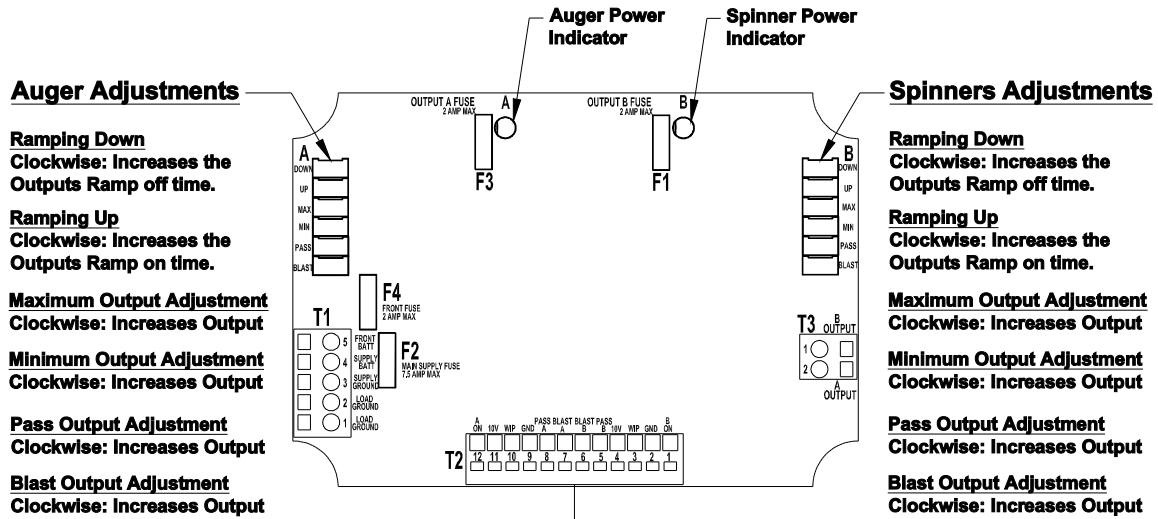 Auger Power
Indicator
Spinner Power
Indicator
Auger Adjustments
Ramping Down
Clockwise: Increases the
Outputs Ramp off time.
Ramping Up
Clockwise: Increases the
Outputs Ramp on time.
Maximum Output Adjustment
Clockwise: Increases Output
Minimum Output Adjustment
Clockwise: Increases Output
Pass Output Adjustment
Clockwise: Increases Output
Blast Output Adjustment
Clockwise: Increases Output
A
DOWN
UP
MAX
MIN
PASS
BLAST
OUTPUT A FUSE
2 AMP MAX
A
F3
OUTPUT B FUSE
2 AMP MAX
B
F1
F4
FRONT FUSE
2 AMP MAX
F2
MAIN SUPPLY FUSE
7,5 AMP MAX
T1
5 FRONT
BATT
4 SUPPLY
BATT
3 SUPPLY
GROUND
2 LOAD
GROUND
1 LOAD
GROUND
T2
PASS BLAST BLAST PASS
A ON 10V WIP GND A A B B 10V WIP GND B ON
12 11 10 9 8 7 6 5 4 3 2 1
B
DOWN
UP
MAX
MIN
PASS
BLAST
T3
B
OUTPUT
1
2
A
OUTPUT
Spinners Adjustments
Ramping Down
Clockwise: Increases the
Outputs Ramp off time.
Ramping Up
Clockwise: Increases the
Outputs Ramp on time.
Maximum Output Adjustment
Clockwise: Increases Output
Minimum Output Adjustment
Clockwise: Increases Output
Pass Output Adjustment
Clockwise: Increases Output
Blast Output Adjustment
Clockwise: Increases Output